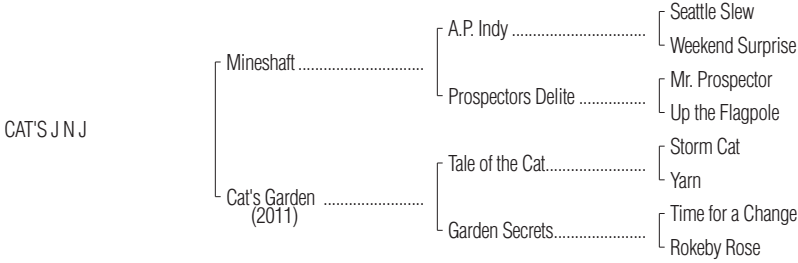 Seattle Slew
A.P. Indy ................................
Weekend Surprise
Mineshaft ..............................
Mr. Prospector
Prospectors Delite ................
Up the Flagpole
CAT'S J N J
Storm Cat
Tale of the Cat........................
Yarn
Cat's Garden ........................
(2011)
Time for a Change
Garden Secrets......................
Rokeby Rose